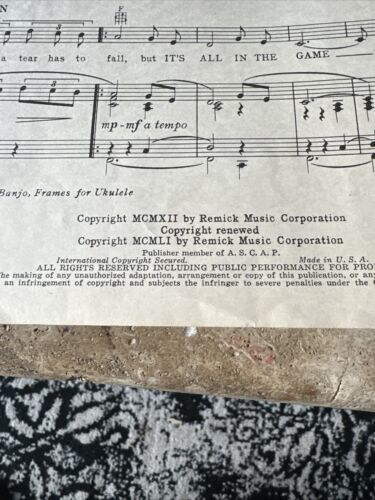 N
F
3
a tear has to fall, but IT'S ALL IN THE GAME
3
mp-mf a tempo
Banjo, Frames for Ukulele
Copyright MCMXII by Remick Music Corporation
Copyright renewed
Copyright MCMLI by Remick Music Corporation
Publisher member of A. S. C. A. P.
International Copyright Secured. Made in U. S. A.
ALL RIGHTS RESERVED INCLUDING PUBLIC PERFORMANCE FOR PRO
The making of any unauthorized adaptation, arrangement or copy of this publication, or any
an infringement of copyright and subjects the infringer to severe penalties under the